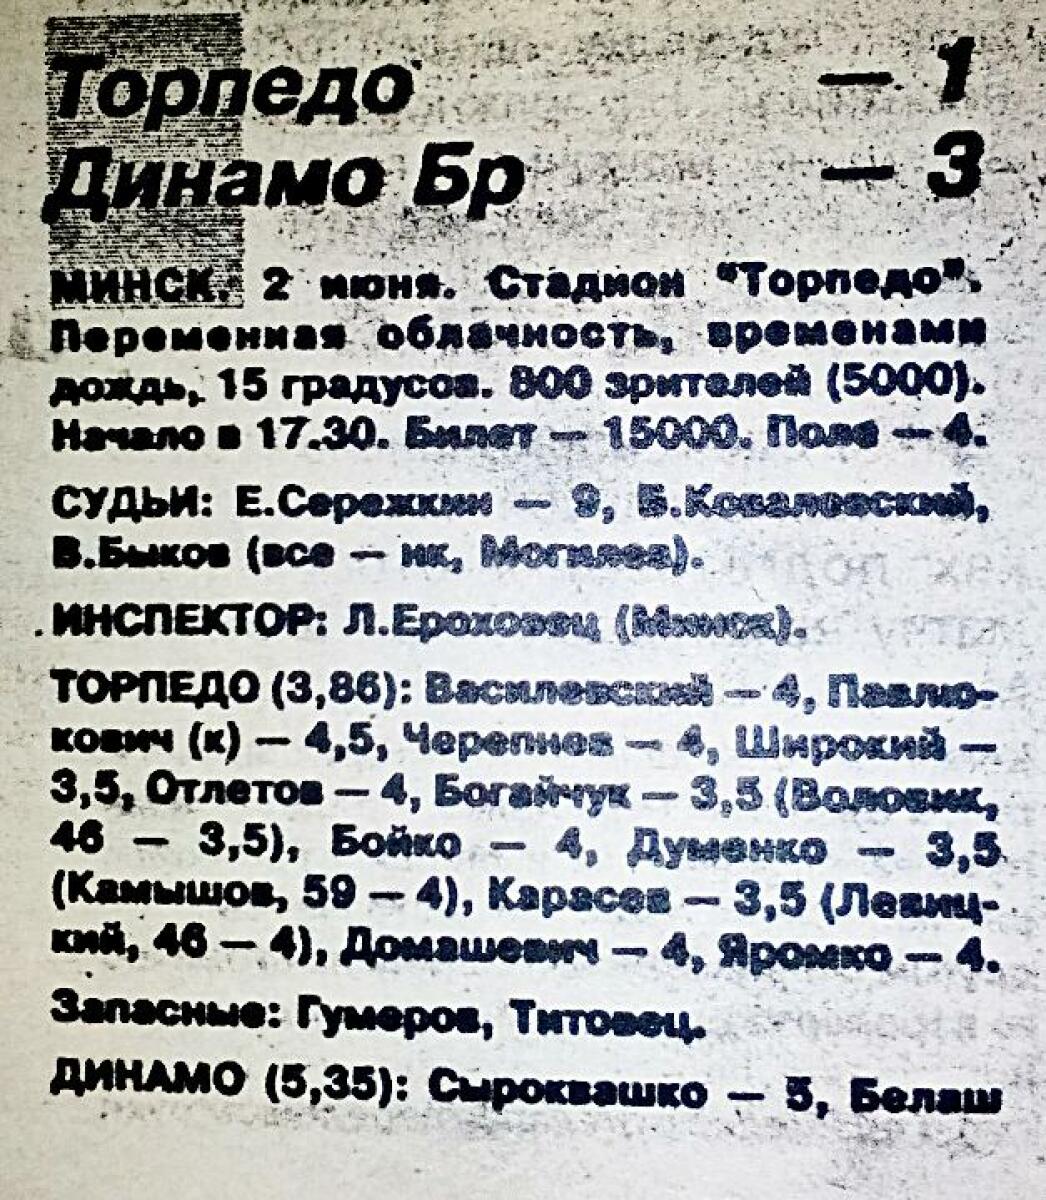 Торпедо — 1
Динамо Бр — 3
МИНСК. 2 июня. Стадион "Торпедо".
Переменная облачность, временами
дождь, 15 градусов. 800 зрителей (5000).
Начало в 17.30. Билет — 15000. Поле — 4.
СУДЬИ: Е.Сережкин — 9, Б.Ковалевский,
В.Быков (все — нк, Могилев).
ИНСПЕКТОР: Л.Ероховец (Минск).
ТОРПЕДО (3,86): Василевский — 4, Павлю-
кович (к) — 4,5, Черепнев — 4, Широкий —
3,5, Отлетов — 4, Богайчук — 3,5 (Воловик,
46 — 3,5), Бойко — 4, Думенко — 3,5
(Камышов, 59 — 4), Карасев — 3,5 (Левиц-
кий, 46 — 4), Домашевич — 4, Яромко — 4.
Запасные: Гумеров, Титовец.
ДИНАМО (5,35): Сыроквашко — 5, Белаш